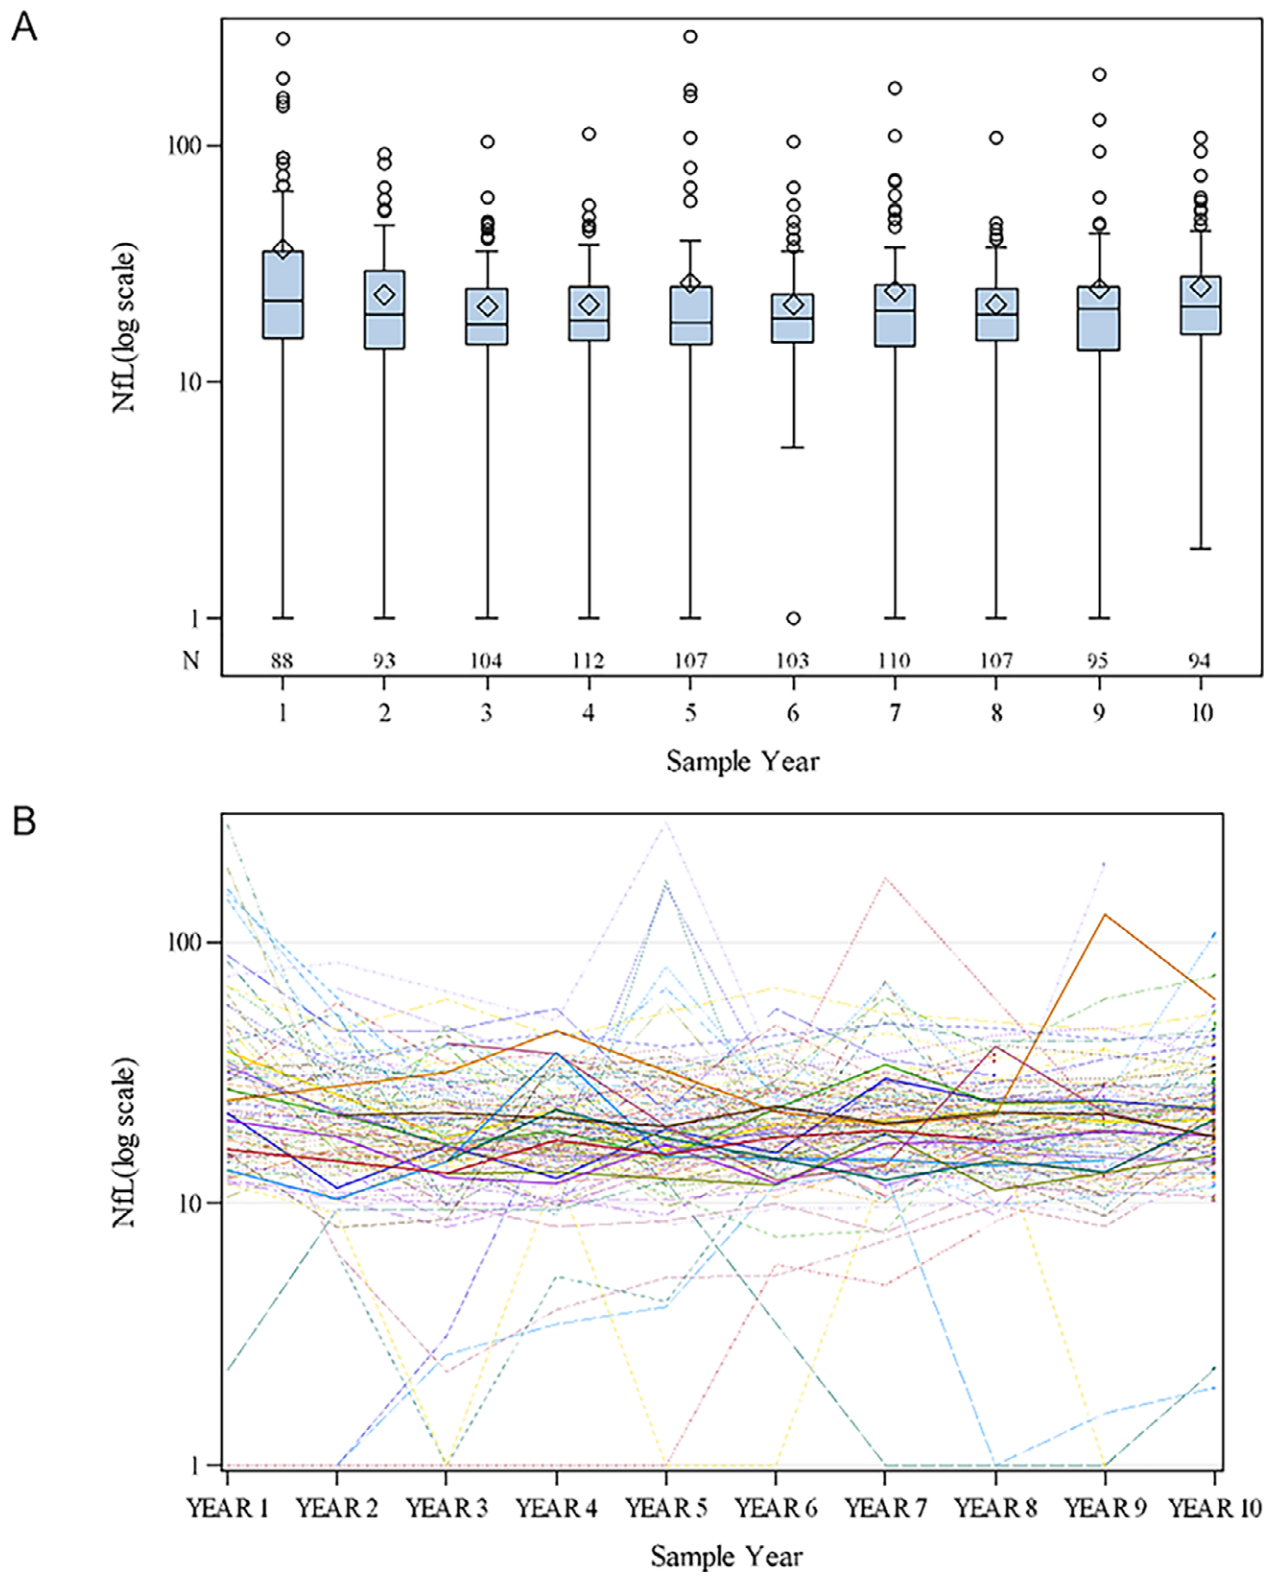 A
NfL(log scale)
100
10
1
N 88 93 104 112 107 103 110 107 95 94
1 2 3 4 5 6 7 8 9 10
Sample Year
B
NfL(log scale)
100
10
1
YEAR 1 YEAR 2 YEAR 3 YEAR 4 YEAR 5 YEAR 6 YEAR 7 YEAR 8 YEAR 9 YEAR 10
Sample Year